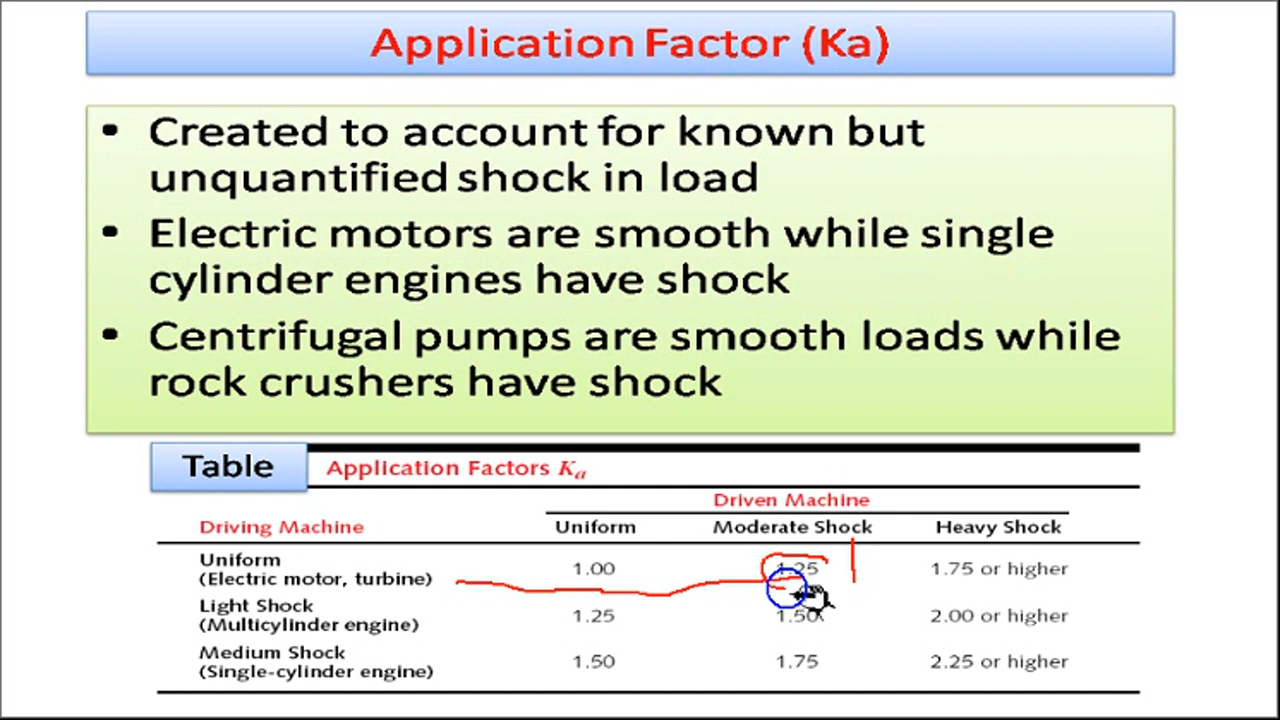 Application Factor (Ka)
• Created to account for known but
unquantified shock in load
• Electric motors are smooth while single
cylinder engines have shock
• Centrifugal pumps are smooth loads while
rock crushers have shock
Table Application Factors Ka
Driven Machine
Driving Machine Uniform Moderate Shock Heavy Shock
Uniform
(Electric motor, turbine) 1.00 1.25 1.75 or higher
Light Shock
(Multicylinder engine) 1.25 1.50 2.00 or higher
Medium Shock
(Single-cylinder engine) 1.50 1.75 2.25 or higher